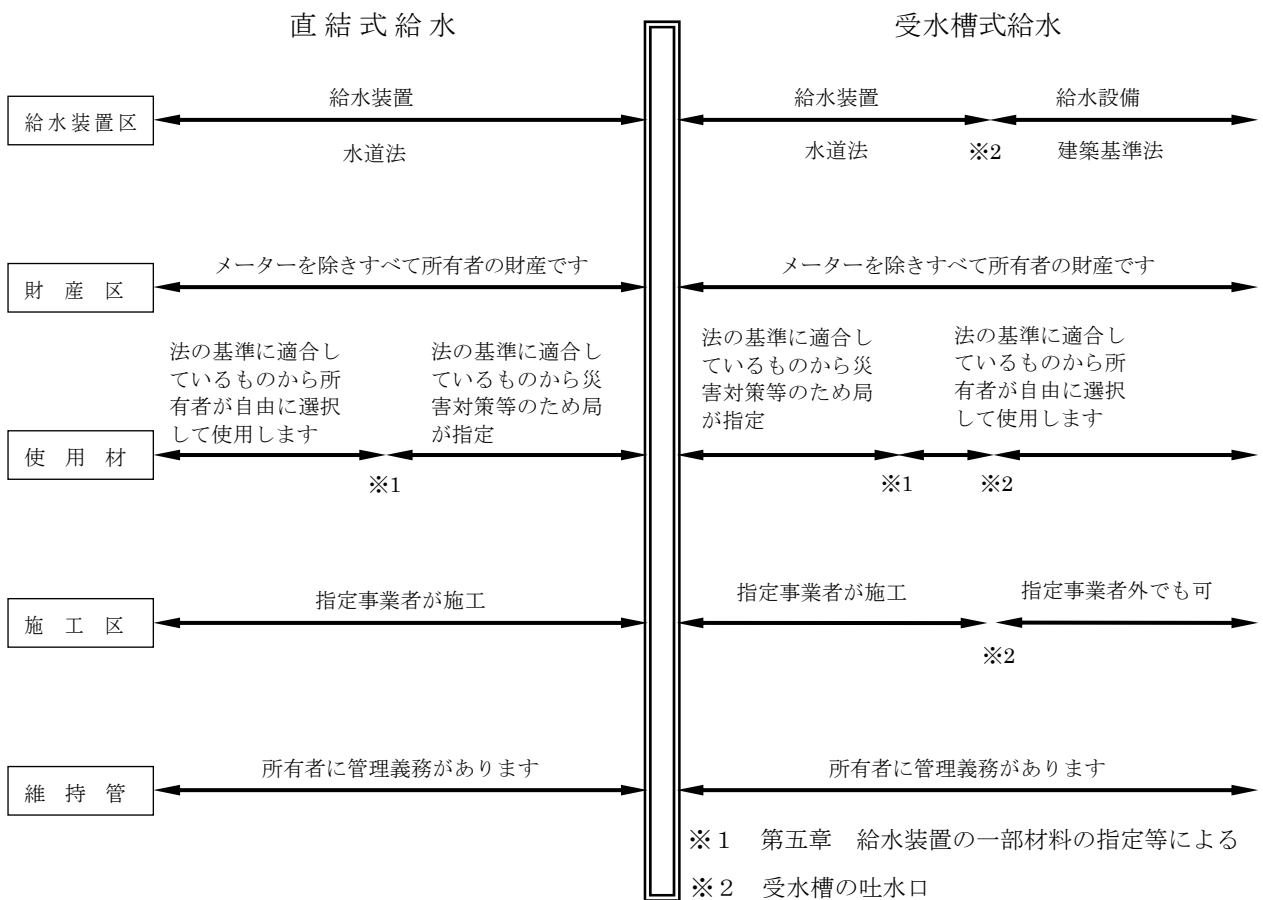 直結式給水
受水槽式給水
給水装置区
給水装置
水道法
給水装置
水道法
※2
給水設備
建築基準法
財産区
メーターを除きすべて所有者の財産です
メーターを除きすべて所有者の財産です
使用材
法の基準に適合し
ているものから所
有者が自由に選択
して使用します
※1
法の基準に適合し
ているものから災
害対策等のため局
が指定
法の基準に適合し
ているものから災
害対策等のため局
が指定
※1
※2
法の基準に適合し
ているものから所
有者が自由に選択
して使用します
施工区
指定事業者が施工
指定事業者が施工
※2
指定事業者外でも可
維持管
所有者に管理義務があります
所有者に管理義務があります
※1 第五章 給水装置の一部材料の指定等による
※2 受水槽の吐水口